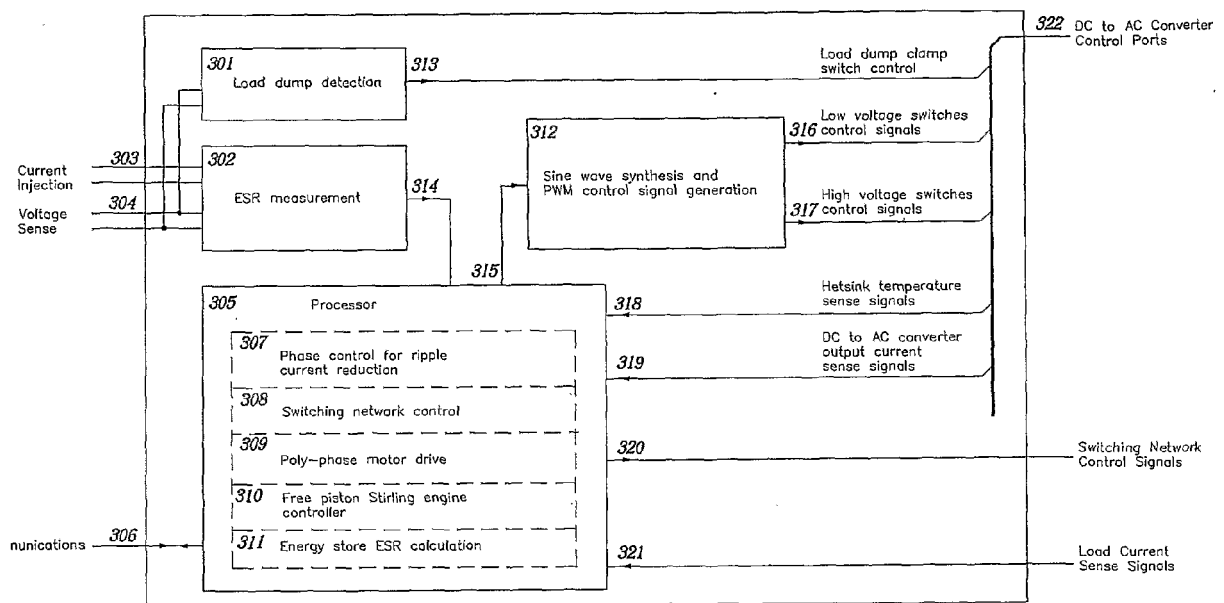 322
DC to AC Converter
Control Ports
301
Load dump detection
313
Load dump clamp
switch control
303
Current
Injection
304
Voltage
Sense
302
ESR measurement
314
312
Sine wave synthesis and
PWM control signal generation
316
Low voltage switches
control signals
317
High voltage switches
control signals
315
305
Processor
318
Hetsink temperature
sense signals
307
Phase control for ripple
current reduction
319
DC to AC converter
output current
sense signals
308
Switching network control
309
Poly-phase motor drive
320
Switching Network
Control Signals
310
Free piston Stirling engine
controller
306
nunications
311
Energy store ESR calculation
321
Load Current
Sense Signals